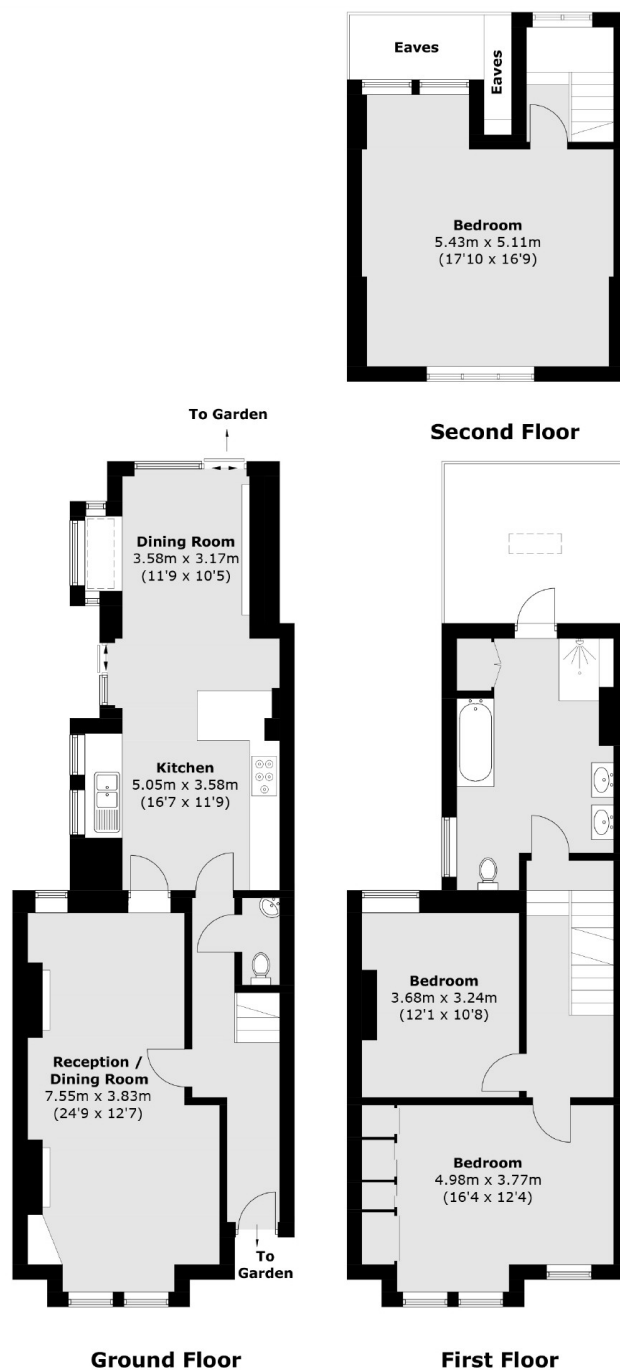 Eaves
Eaves
Bedroom
5.43m x 5.11m
(17'10 x 16'9)
Second Floor
To Garden
Dining Room
3.58m x 3.17m
(11'9 x 10'5)
Kitchen
5.05m x 3.58m
(16'7 x 11'9)
Reception /
Dining Room
7.55m x 3.83m
(24'9 x 12'7)
To
Garden
Ground Floor
Bedroom
3.68m x 3.24m
(12'1 x 10'8)
Bedroom
4.98m x 3.77m
(16'4 x 12'4)
First Floor